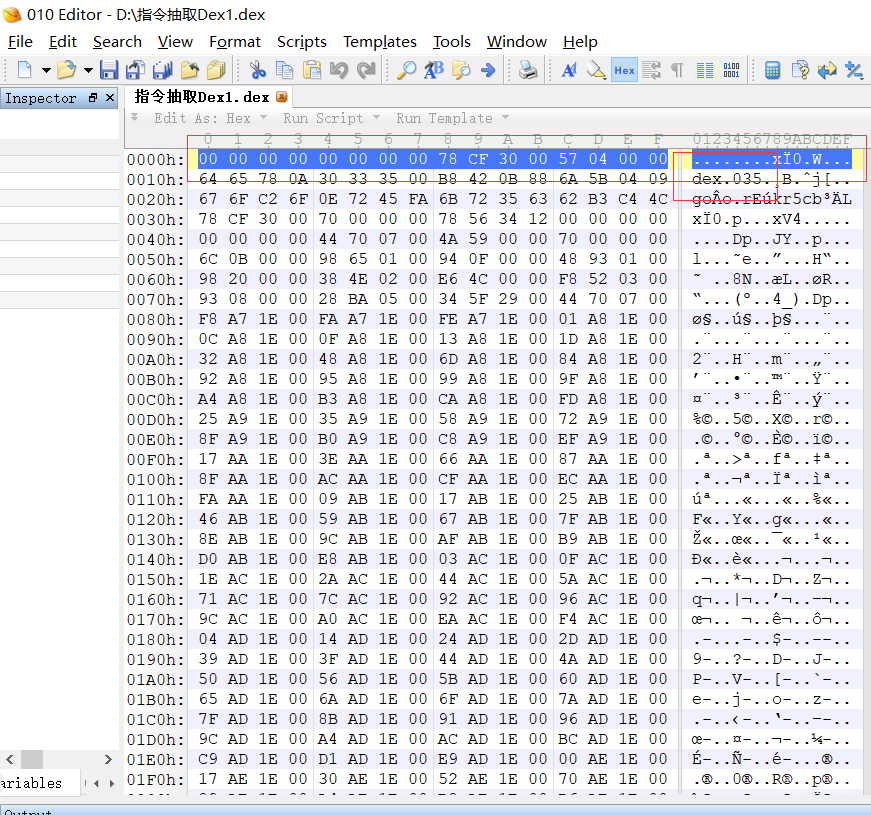 010 Editor - D:\指令抽取Dex1.dex
File Edit Search View Format Scripts Templates Tools Window Help
Inspector
指令抽取Dex1.dex
Edit As: Hex Run Script Run Template
0 1 2 3 4 5 6 7 8 9 A B C D E F 0123456789ABCDEF
0000h: 00 00 00 00 00 00 00 00 78 CF 30 00 57 04 00 00 ........xÏ0.W...
0010h: 64 65 78 0A 30 33 35 00 B8 42 0B 88 6A 5B 04 09 dex.035.¸B.ˆj[..
0020h: 67 6F C2 6F 0E 72 45 FA 6B 72 35 63 62 B3 C4 4C goÂo.rEúkr5cb³ÄL
0030h: 78 CF 30 00 70 00 00 00 78 56 34 12 00 00 00 00 xÏ0.p...xV4.....
0040h: 00 00 00 00 44 70 07 00 4A 59 00 00 70 00 00 00 ....Dp..JY..p...
0050h: 6C 0B 00 00 98 65 01 00 94 0F 00 00 48 93 01 00 l...˜e..”...H“..
0060h: 98 20 00 00 38 4E 02 00 E6 4C 00 00 F8 52 03 00 ˜ ..8N..æL..øR..
0070h: 93 08 00 00 28 BA 05 00 34 5F 29 00 44 70 07 00 “...(º..4_).Dp..
0080h: F8 A7 1E 00 FA A7 1E 00 FE A7 1E 00 01 A8 1E 00 ø§..ú§..þ§...¨..
0090h: 0C A8 1E 00 0F A8 1E 00 13 A8 1E 00 1D A8 1E 00 .¨...¨...¨...¨..
00A0h: 32 A8 1E 00 48 A8 1E 00 6D A8 1E 00 84 A8 1E 00 2¨..H¨..m¨..„¨..
00B0h: 92 A8 1E 00 95 A8 1E 00 99 A8 1E 00 9F A8 1E 00 ’¨..•¨..™¨..Ÿ¨..
00C0h: A4 A8 1E 00 B3 A8 1E 00 CA A8 1E 00 FD A8 1E 00 ¤¨..³¨..Ê¨..ý¨..
00D0h: 25 A9 1E 00 35 A9 1E 00 58 A9 1E 00 72 A9 1E 00 %©..5©..X©..r©..
00E0h: 8F A9 1E 00 B0 A9 1E 00 C8 A9 1E 00 EF A9 1E 00 .©..°©..È©..ï©..
00F0h: 17 AA 1E 00 3E AA 1E 00 66 AA 1E 00 87 AA 1E 00 .ª..>ª..fª..‡ª..
0100h: 8F AA 1E 00 AC AA 1E 00 CF AA 1E 00 EC AA 1E 00 .ª..¬ª..Ïª..ìª..
0110h: FA AA 1E 00 09 AB 1E 00 17 AB 1E 00 25 AB 1E 00 úª...«...«..%«..
0120h: 46 AB 1E 00 59 AB 1E 00 67 AB 1E 00 7F AB 1E 00 F«..Y«..g«...«..
0130h: 8E AB 1E 00 9C AB 1E 00 AF AB 1E 00 B9 AB 1E 00 Ž«..œ«..¯«..¹«..
0140h: D0 AB 1E 00 E8 AB 1E 00 03 AC 1E 00 0F AC 1E 00 Ð«..è«...¬...¬..
0150h: 1E AC 1E 00 2A AC 1E 00 44 AC 1E 00 5A AC 1E 00 .¬..*¬..D¬..Z¬..
0160h: 71 AC 1E 00 7C AC 1E 00 92 AC 1E 00 96 AC 1E 00 q¬..|¬..’¬..–¬..
0170h: 9C AC 1E 00 A0 AC 1E 00 EA AC 1E 00 F4 AC 1E 00 œ¬.. ¬..ê¬..ô¬..
0180h: 04 AD 1E 00 14 AD 1E 00 24 AD 1E 00 2D AD 1E 00 .-...-..$-..--..
0190h: 39 AD 1E 00 3F AD 1E 00 44 AD 1E 00 4A AD 1E 00 9-..?-..D-..J-..
01A0h: 50 AD 1E 00 56 AD 1E 00 5B AD 1E 00 60 AD 1E 00 P-..V-..[-..`-..
01B0h: 65 AD 1E 00 6A AD 1E 00 6F AD 1E 00 7A AD 1E 00 e-..j-..o-..z-..
01C0h: 7F AD 1E 00 8B AD 1E 00 91 AD 1E 00 96 AD 1E 00 .-..‹-..‘-..–-..
01D0h: 9C AD 1E 00 A4 AD 1E 00 AC AD 1E 00 BC AD 1E 00 œ-..¤-..¬-..¼-..
01E0h: C9 AD 1E 00 D1 AD 1E 00 E9 AD 1E 00 00 AE 1E 00 É-..Ñ-..é-...®..
01F0h: 17 AE 1E 00 30 AE 1E 00 52 AE 1E 00 70 AE 1E 00 .®..0®..R®..p®..
ariables
Output